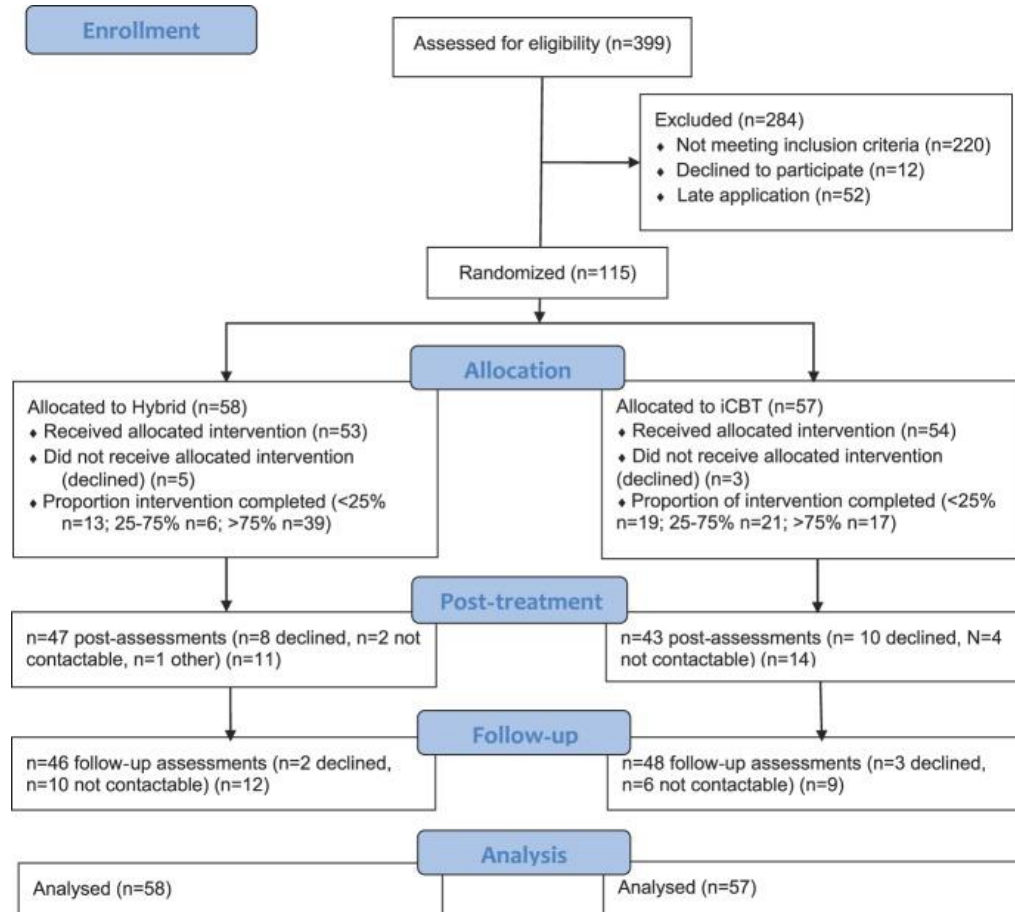 Enrollment
Assessed for eligibility (n=399)
Excluded (n=284)
♦ Not meeting inclusion criteria (n=220)
♦ Declined to participate (n=12)
♦ Late application (n=52)
Randomized (n=115)
Allocation
Allocated to Hybrid (n=58)
♦ Received allocated intervention (n=53)
♦ Did not receive allocated intervention
(declined) (n=5)
♦ Proportion intervention completed (<25%
n=13; 25-75% n=6; >75% n=39)
Allocated to iCBT (n=57)
♦ Received allocated intervention (n=54)
♦ Did not receive allocated intervention
(declined) (n=3)
♦ Proportion of intervention completed (<25%
n=19; 25-75% n=21; >75% n=17)
Post-treatment
n=47 post-assessments (n=8 declined, n=2 not
contactable, n=1 other) (n=11)
n=43 post-assessments (n= 10 declined, N=4
not contactable) (n=14)
Follow-up
n=46 follow-up assessments (n=2 declined,
n=10 not contactable) (n=12)
n=48 follow-up assessments (n=3 declined,
n=6 not contactable) (n=9)
Analysis
Analysed (n=58)
Analysed (n=57)